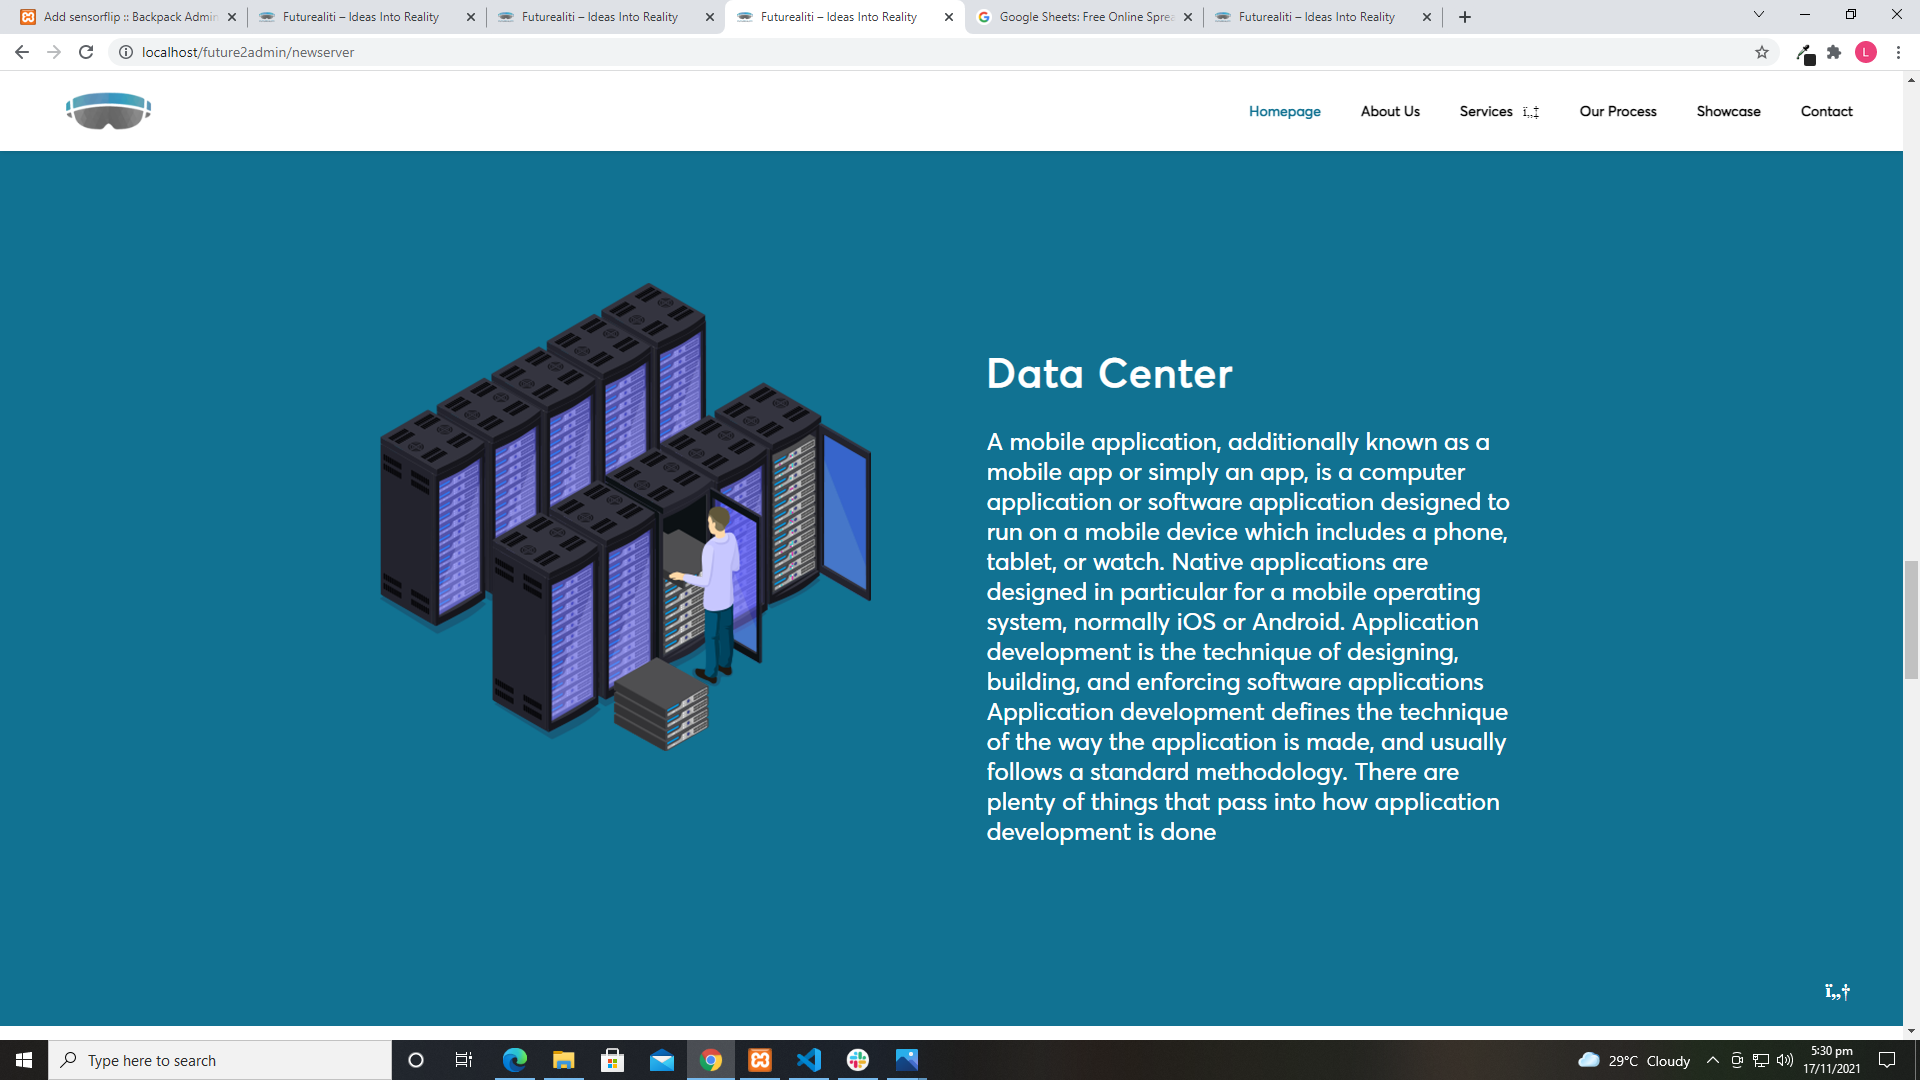 Add sensorflip :: Backpack Admin
Futurealiti – Ideas Into Reality
Futurealiti – Ideas Into Reality
Futurealiti – Ideas Into Reality
Google Sheets: Free Online Sprea
Futurealiti – Ideas Into Reality
localhost/future2admin/newserver
L
Homepage
About Us
Services ï„†
Our Process
Showcase
Contact
Data Center
A mobile application, additionally known as a
mobile app or simply an app, is a computer
application or software application designed to
run on a mobile device which includes a phone,
tablet, or watch. Native applications are
designed in particular for a mobile operating
system, normally iOS or Android. Application
development is the technique of designing,
building, and enforcing software applications
Application development defines the technique
of the way the application is made, and usually
follows a standard methodology. There are
plenty of things that pass into how application
development is done
ï„†
Type here to search
29°C Cloudy
5:30 pm
17/11/2021